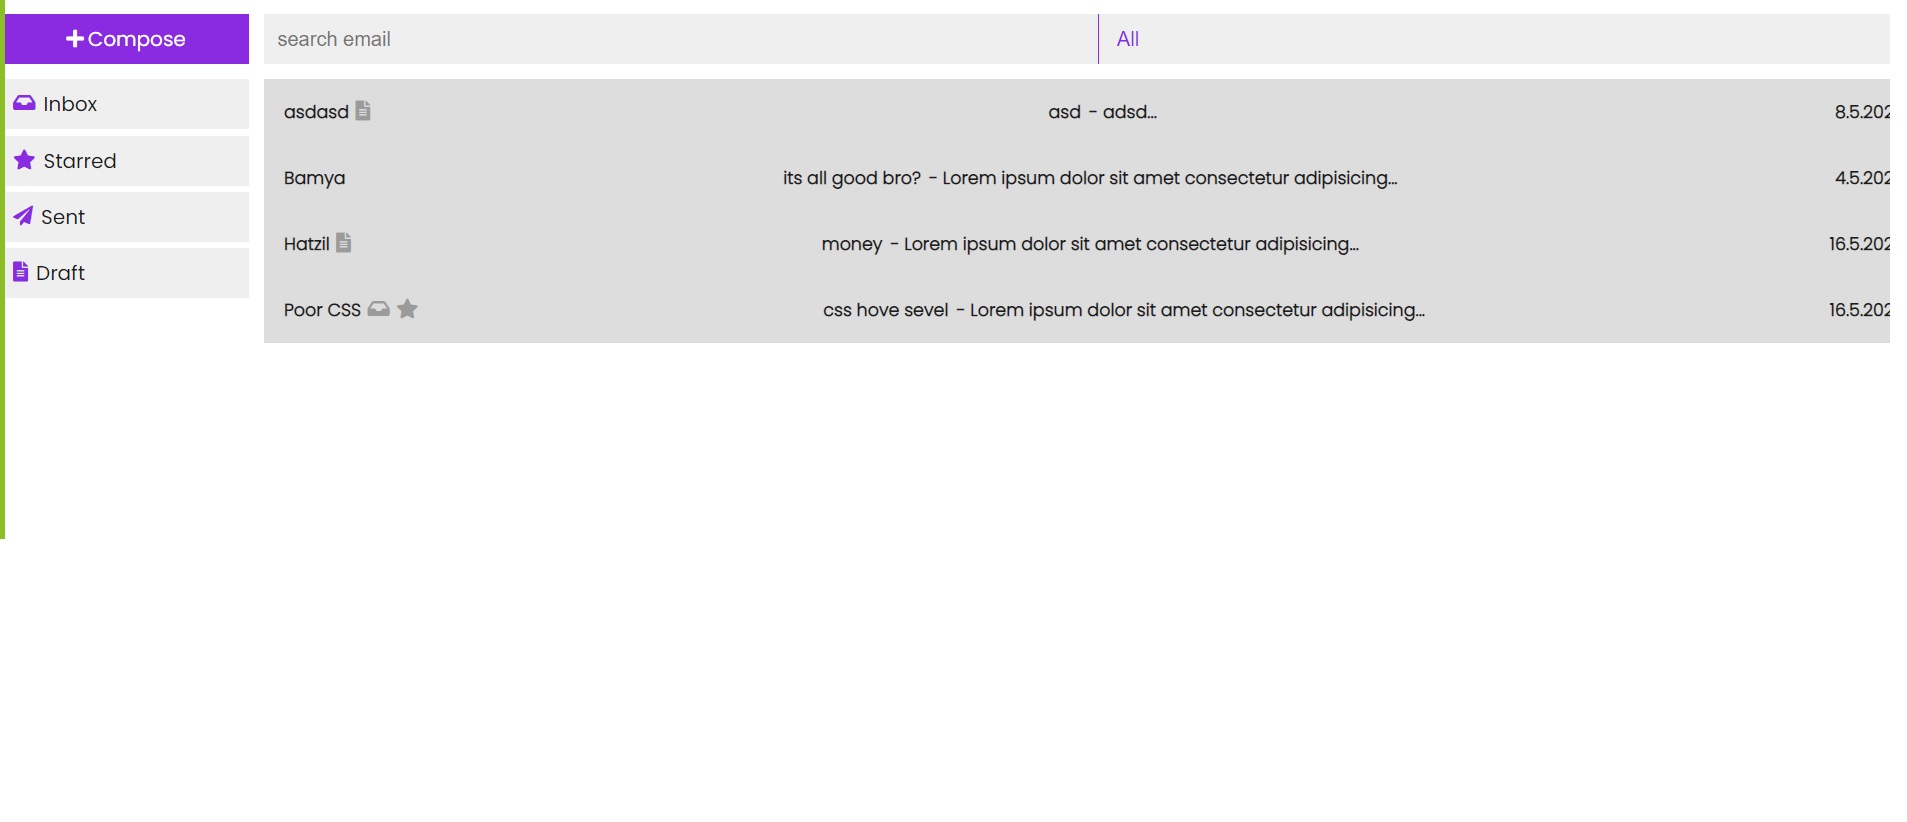 Compose
search email
All
Inbox
Starred
Sent
Draft
asdasd asd - adsd... 8.5.202
Bamya its all good bro? - Lorem ipsum dolor sit amet consectetur adipisicing... 4.5.202
Hatzil money - Lorem ipsum dolor sit amet consectetur adipisicing... 16.5.202
Poor CSS css hove sevel - Lorem ipsum dolor sit amet consectetur adipisicing... 16.5.202